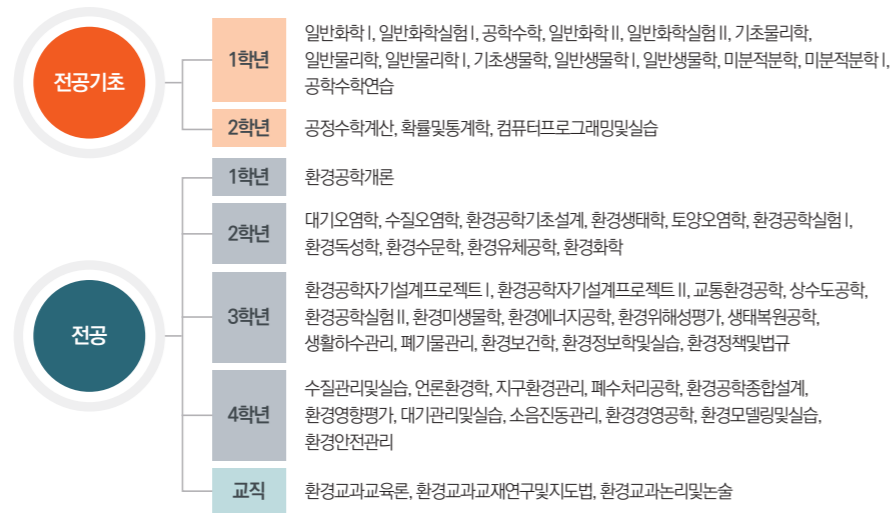 전공기초
1학년
일반화학 I, 일반화학실험 I, 공학수학, 일반화학 II, 일반화학실험 II, 기초물리학,
일반물리학, 일반물리학 I, 기초생물학, 일반생물학 I, 일반생물학, 미분적분학, 미분적분학 I,
공학수학연습
2학년
공정수학계산, 확률및통계학, 컴퓨터프로그래밍및실습
전공
1학년
환경공학개론
2학년
대기오염학, 수질오염학, 환경공학기초설계, 환경생태학, 토양오염학, 환경공학실험 I,
환경독성학, 환경수문학, 환경유체공학, 환경화학
3학년
환경공학자기설계프로젝트 I, 환경공학자기설계프로젝트 II, 교통환경공학, 상수도공학,
환경공학실험 II, 환경미생물학, 환경에너지공학, 환경위해성평가, 생태복원공학,
생활하수관리, 폐기물관리, 환경보건학, 환경정보학및실습, 환경정책및법규
4학년
수질관리및실습, 언론환경학, 지구환경관리, 폐수처리공학, 환경공학종합설계,
환경영향평가, 대기관리및실습, 소음진동관리, 환경경영공학, 환경모델링및실습,
환경안전관리
교직
환경교과교육론, 환경교과교재연구및지도법, 환경교과논리및논술